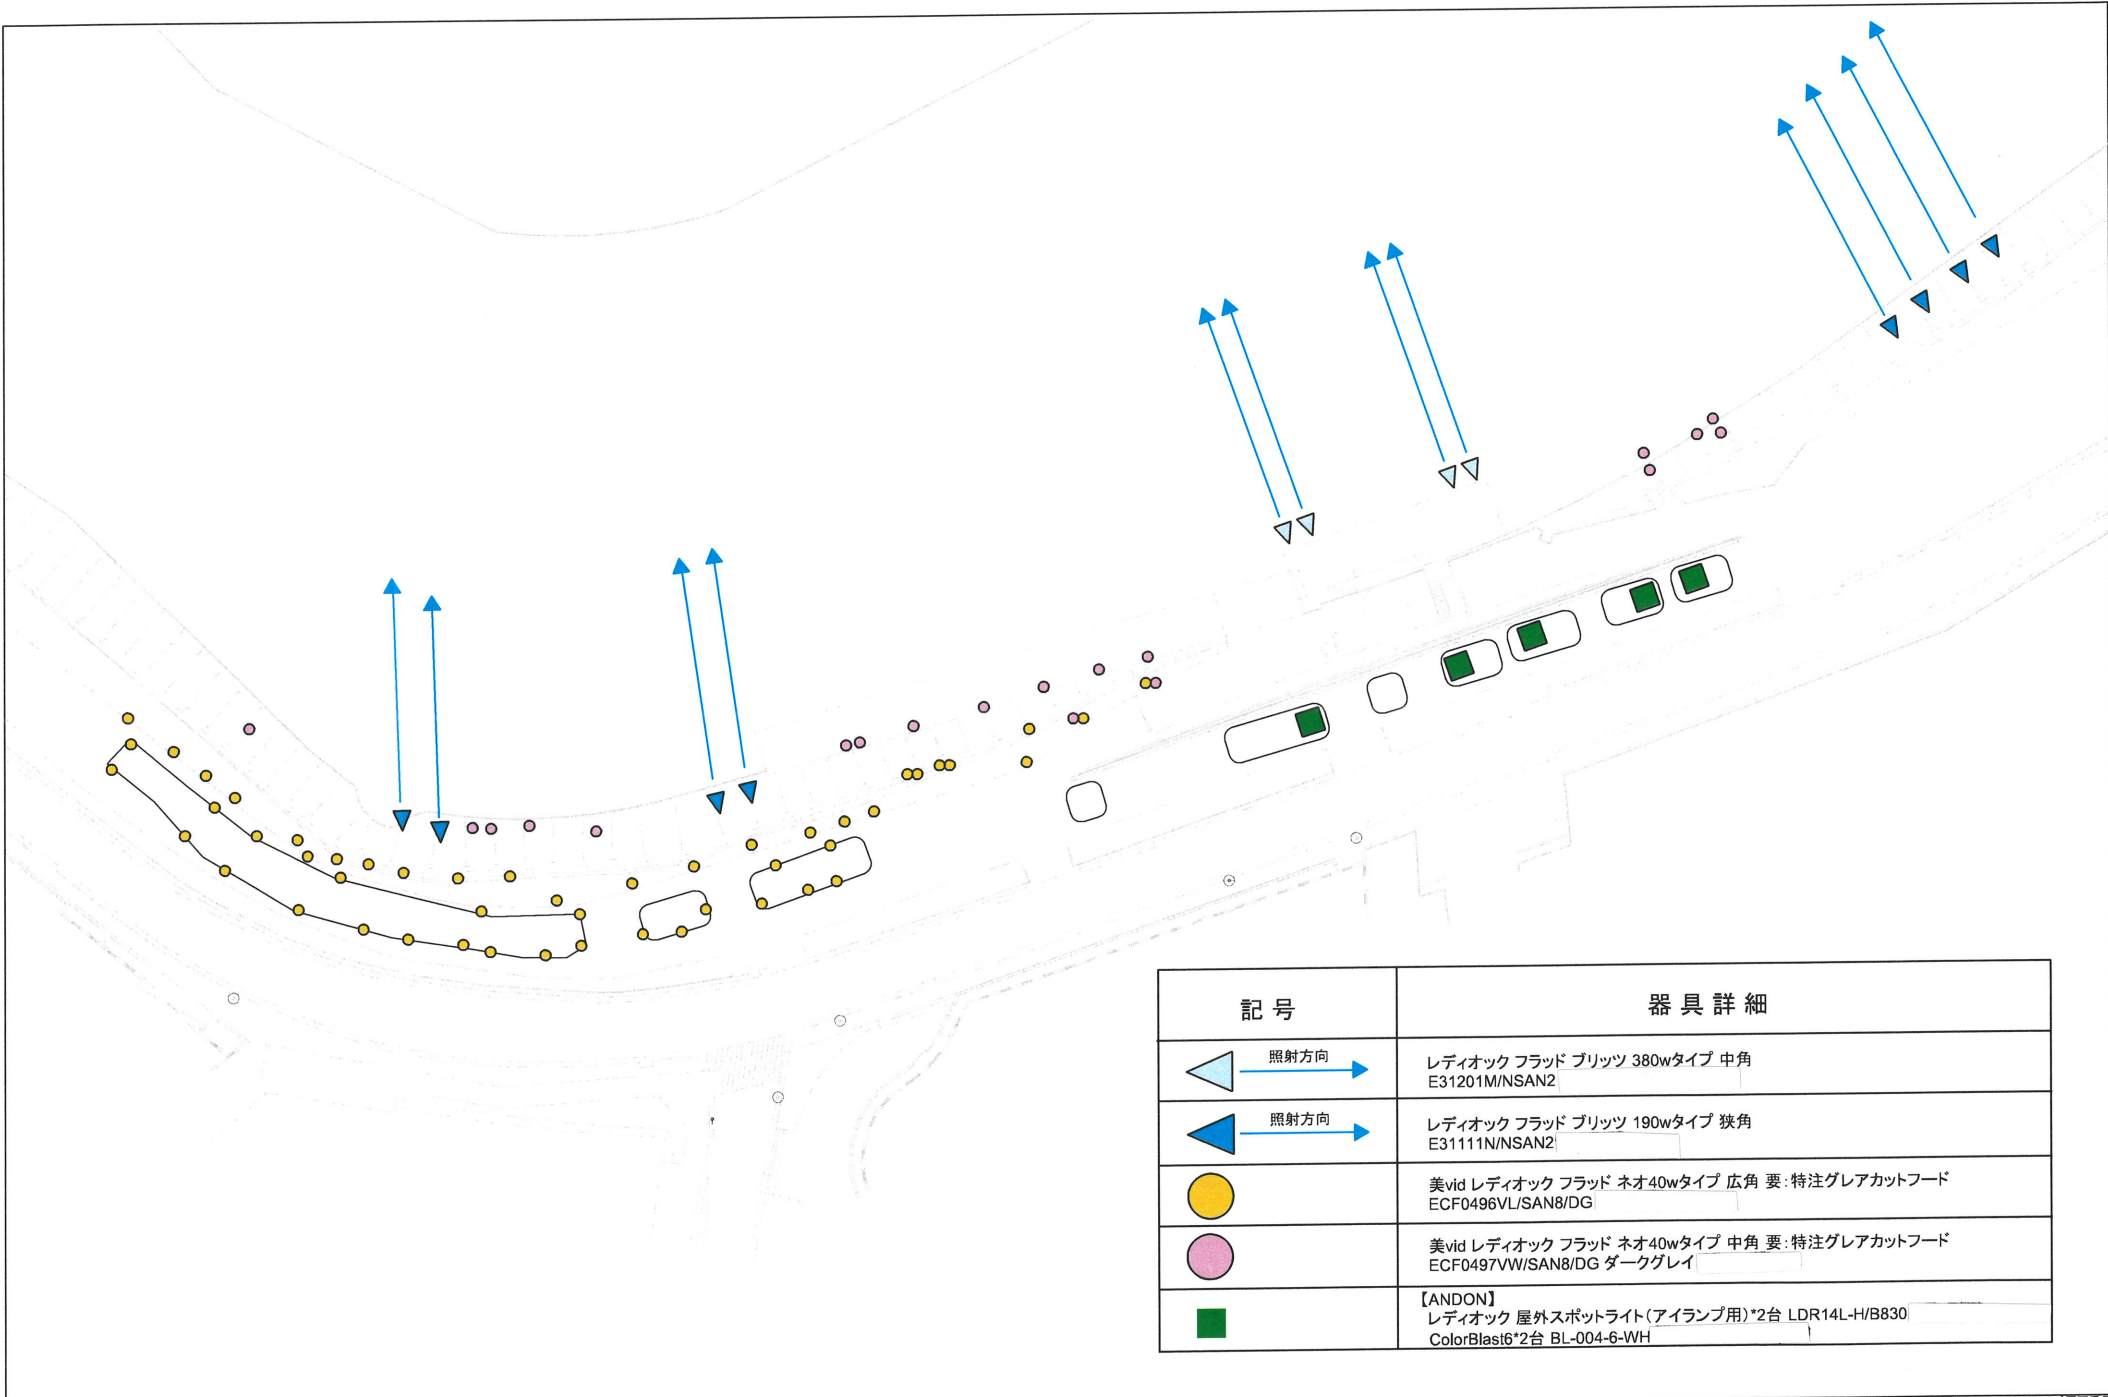 記号
器具詳細
照射方向
レディオック フラッド ブリッツ 380wタイプ 中角
E31201M/NSAN2
照射方向
レディオック フラッド ブリッツ 190wタイプ 狭角
E31111N/NSAN2
美vid レディオック フラッド ネオ40wタイプ 広角 要:特注グレアカットフード
ECF0496VL/SAN8/DG
美vid レディオック フラッド ネオ40wタイプ 中角 要:特注グレアカットフード
ECF0497VW/SAN8/DG ダークグレイ
【ANDON】
レディオック 屋外スポットライト(アイランプ用)*2台 LDR14L-H/B830
ColorBlast6*2台 BL-004-6-WH